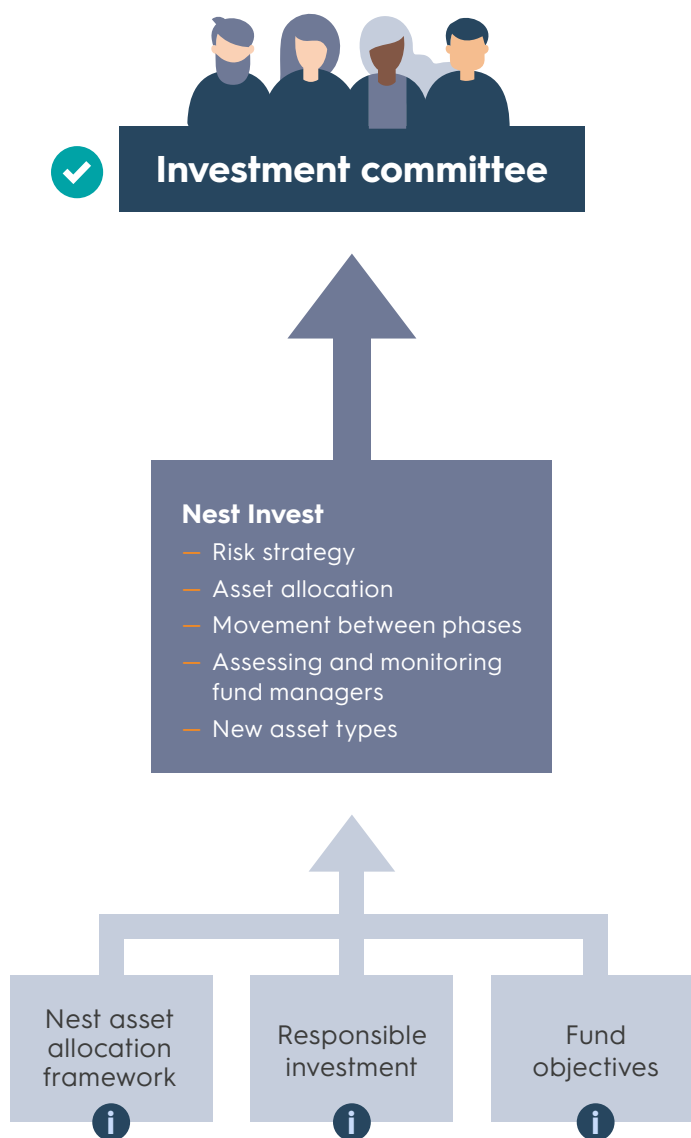 Investment committee
Nest Invest
— Risk strategy
— Asset allocation
— Movement between phases
— Assessing and monitoring
fund managers
— New asset types
Nest asset
allocation
framework
i
Responsible
investment
i
Fund
objectives
i